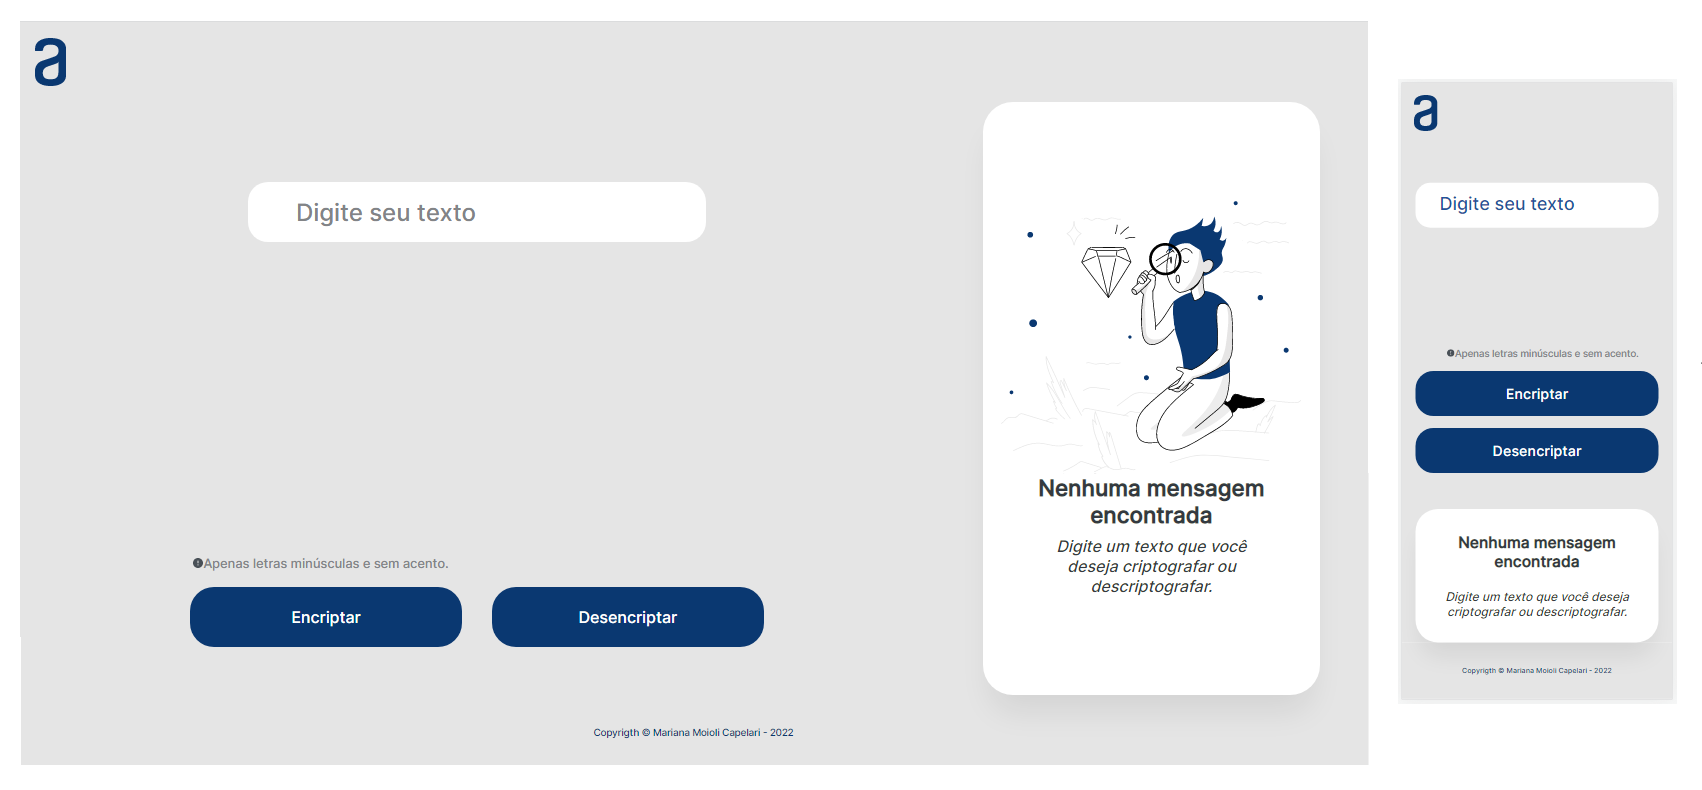 a
Digite seu texto
Apenas letras minúsculas e sem acento.
Encriptar
Desencriptar
Nenhuma mensagem
encontrada
Digite um texto que você
deseja criptografar ou
descriptografar.
Copyrigth © Mariana Moioli Capelari - 2022
a
Digite seu texto
Apenas letras minúsculas e sem acento.
Encriptar
Desencriptar
Nenhuma mensagem
encontrada
Digite um texto que você deseja
criptografar ou descriptografar.
Copyrigth © Mariana Moioli Capelari - 2022